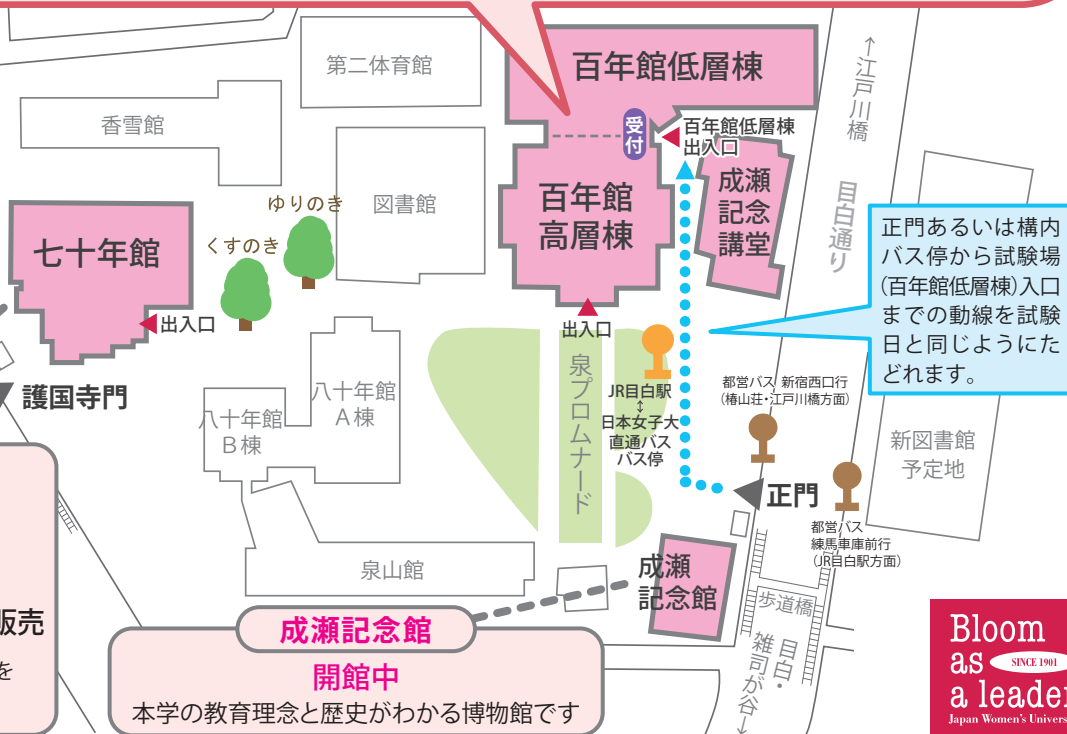 第二体育館
百年館低層棟
←江戸川橋
香雪館
受付
百年館低層棟
出入口
百年館
高層棟
成瀬
記念
講堂
目白通り
ゆりのき
図書館
くすのき
七十年館
出入口
正門あるいは構内
バス停から試験場
(百年館低層棟)入口
までの動線を試験
日と同じようにた
どれます。
出入口
泉プロムナード
JR目白駅
↕
日本女子大
直通バス
バス停
護国寺門
八十年館
A棟
八十年館
B棟
都営バス 新宿西口行
(椿山荘・江戸川橋方面)
新図書館
予定地
正門
都営バス
練馬車庫前行
(JR目白駅方面)
泉山館
成瀬
記念館
歩道橋
目白・
雑司が谷→
販売
を
成瀬記念館
開館中
本学の教育理念と歴史がわかる博物館です
Bloom
as SINCE 1901
a leader
Japan Women's Univers